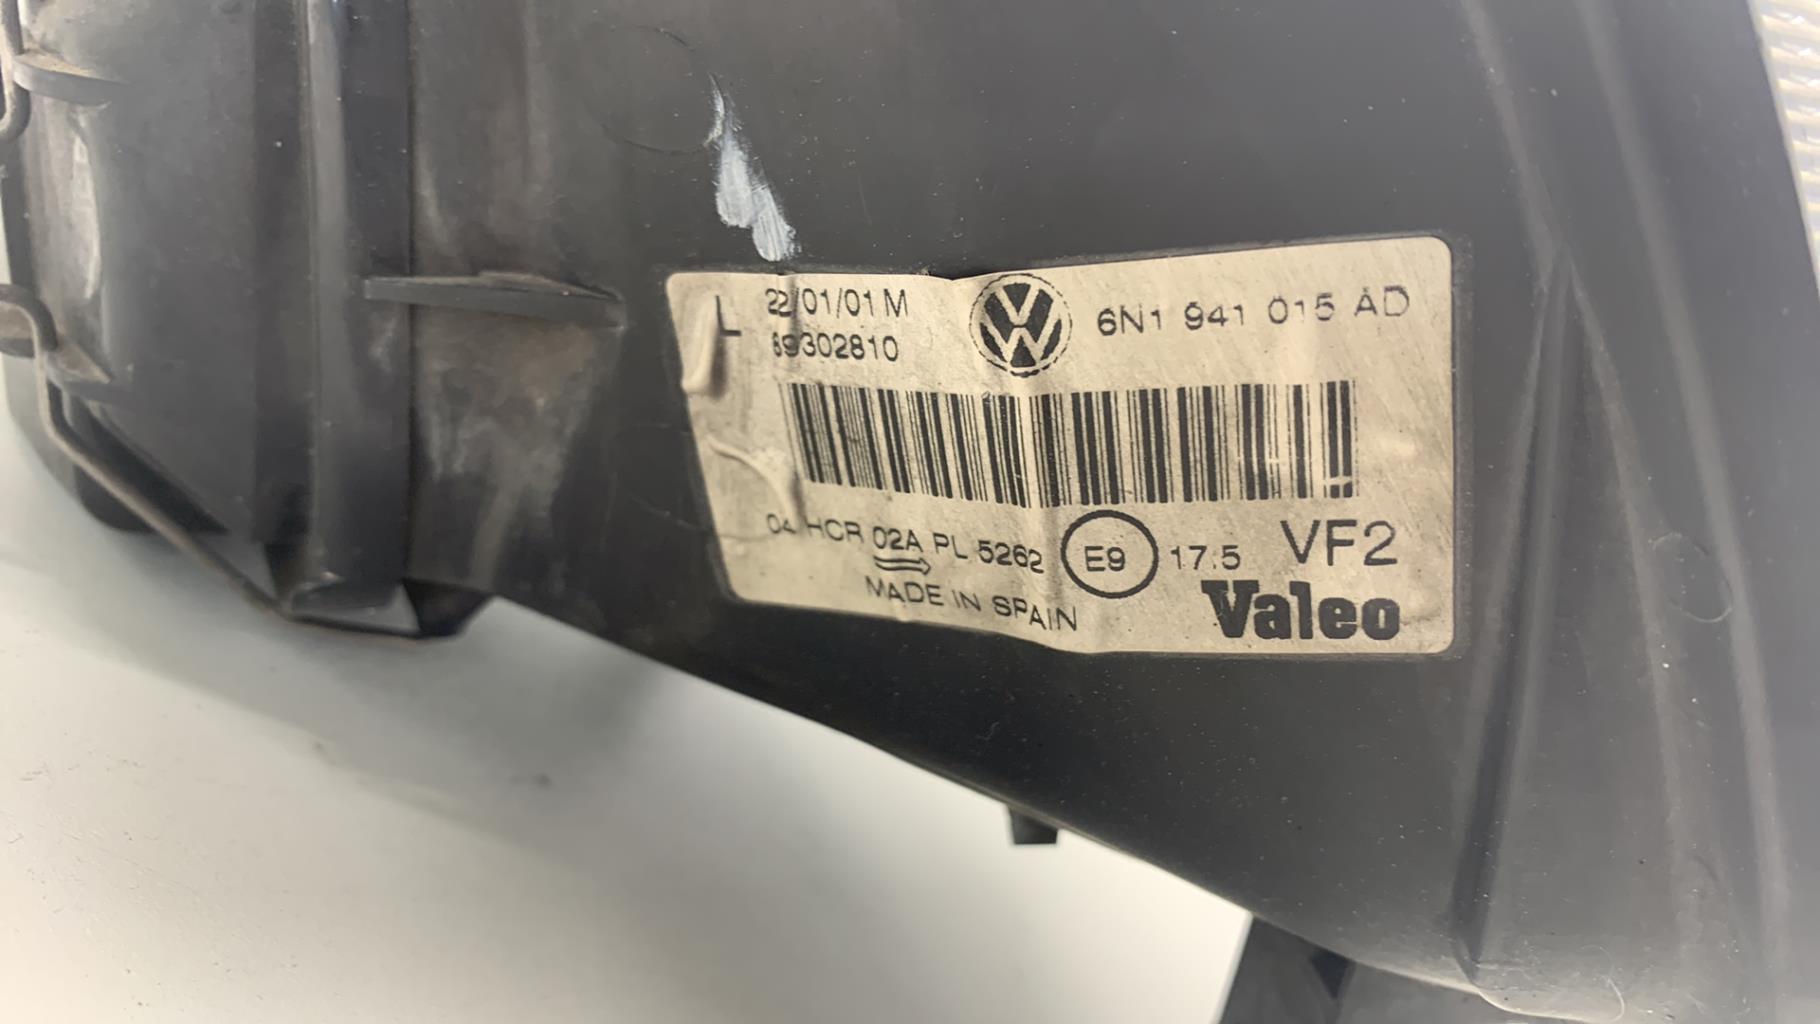 L 22/01/01 M
89302810
6N1 941 015 AD
04 HCR 02A PL 5262 E9 17.5 VF2
MADE IN SPAIN
Valeo